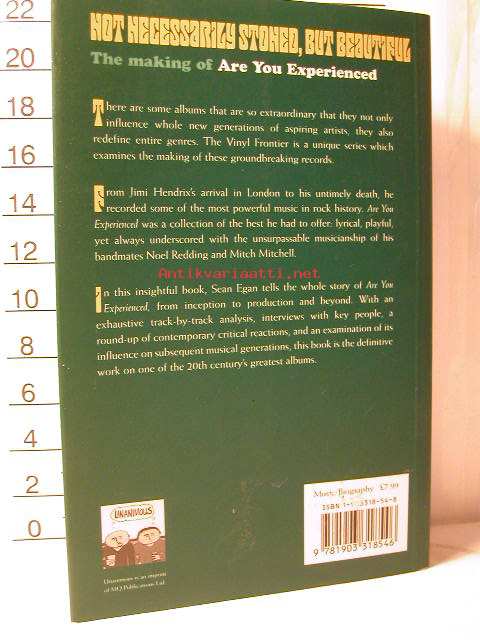 22
20
18
16
14
12
10
8
6
4
2
0
NOT NECESSARILY STONED, BUT BEAUTIFUL
The making of Are You Experienced
There are some albums that are so extraordinary that they not only
influence whole new generations of aspiring artists, they also
redefine entire genres. The Vinyl Frontier is a unique series which
examines the making of these groundbreaking records.
From Jimi Hendrix's arrival in London to his untimely death, he
recorded some of the most powerful music in rock history. Are You
Experienced was a collection of the best he had to offer: lyrical, playful,
yet always underscored with the unsurpassable musicianship of his
bandmates Noel Redding and Mitch Mitchell.
Antikvariaatti.net
In this insightful book, Sean Egan tells the whole story of Are You
Experienced, from inception to production and beyond. With an
exhaustive track-by-track analysis, interviews with key people, a
round-up of contemporary critical reactions, and an examination of its
influence on subsequent musical generations, this book is the definitive
work on one of the 20th century's greatest albums.
Music/Biography £7.99
ISBN 1-903318-54-8
9 781903 318546
UNANIMOUS
Unanimous is an imprint
of MQ Publications Ltd.